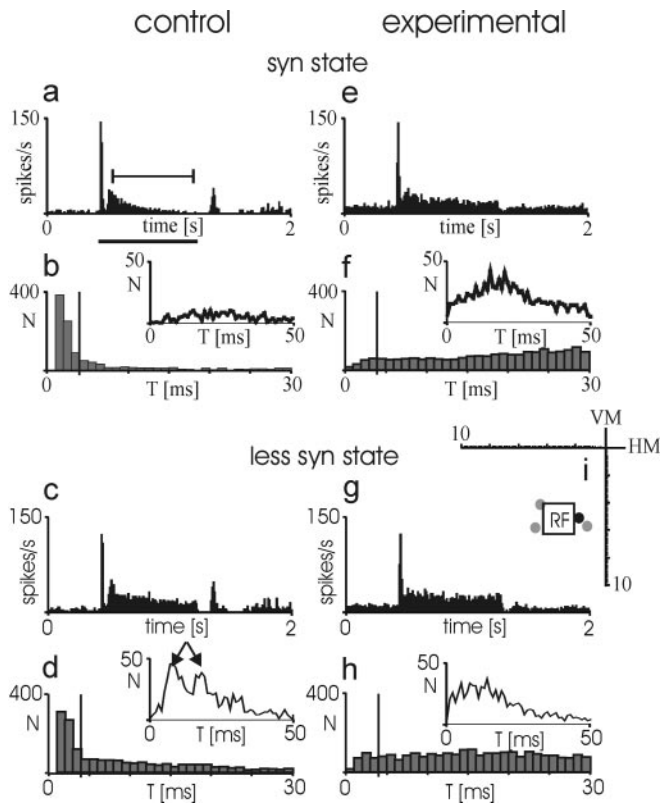 control experimental
syn state
a e
150 150
spikes/s spikes/s
0 time [s] 2 0 time [s] 2
b 50 f 50
N N
400 400
N 0 T [ms] 50 N 0 T [ms] 50
0 T [ms] 30 0 T [ms] 30
VM
10 HM
less syn state i
c g
RF
150 150
spikes/s spikes/s
10
0 time [s] 2 0 time [s] 2
d 50 h 50
N N
400 400
N 0 T [ms] 50 N 0 T [ms] 50
0 T [ms] 30 0 T [ms] 30